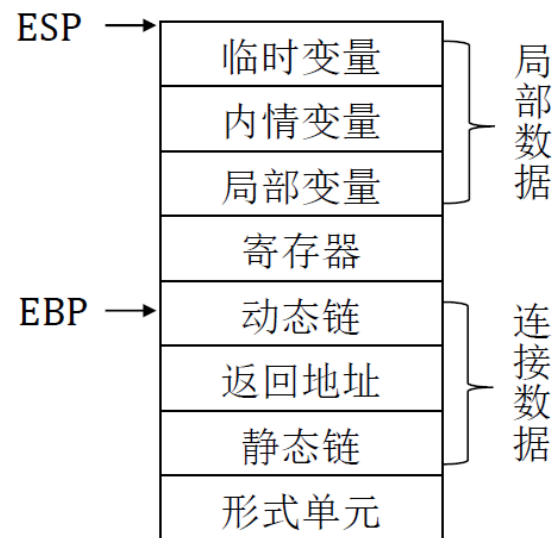 ESP
临时变量
内情变量
局部变量
局部数据
寄存器
EBP
动态链
返回地址
静态链
连接数据
形式单元